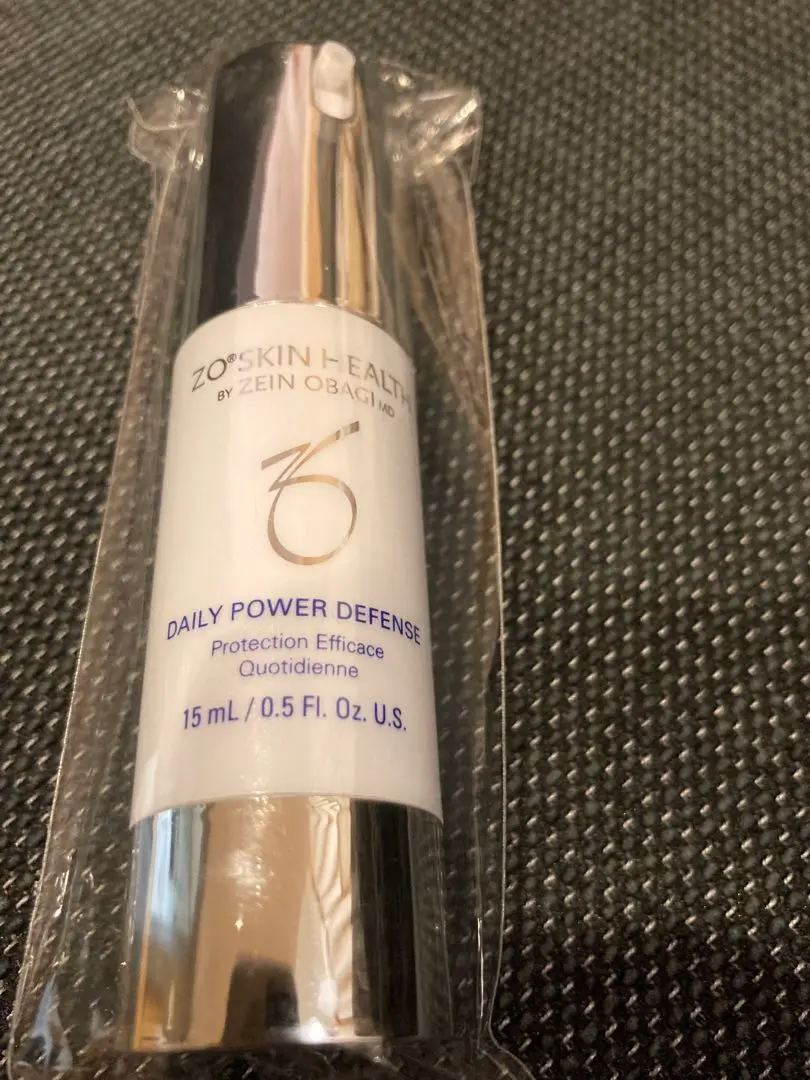 ZO® SKIN HEALTH
BY ZEIN OBAGI MD
DAILY POWER DEFENSE
Protection Efficace
Quotidienne
15 mL / 0.5 Fl. Oz. U.S.